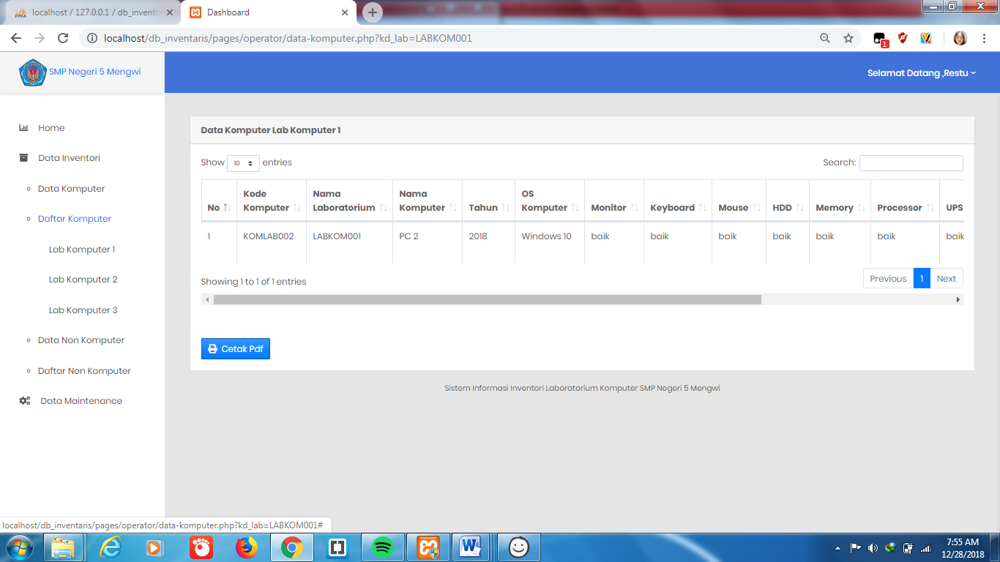 localhost / 127.0.0.1 / db_invento
Dashboard
localhost/db_inventaris/pages/operator/data-komputer.php?kd_lab=LABKOM001
1
SMP Negeri 5 Mengwi
Selamat Datang ,Restu
Home
Data Inventori
Data Komputer
Daftar Komputer
Lab Komputer 1
Lab Komputer 2
Lab Komputer 3
Data Non Komputer
Daftar Non Komputer
Data Maintenance
Data Komputer Lab Komputer 1
Show 10 entries
Search:
No Kode Komputer Nama Laboratorium Nama Komputer Tahun OS Komputer Monitor Keyboard Mouse HDD Memory Processor UPS
1 KOMLAB002 LABKOM001 PC 2 2018 Windows 10 baik baik baik baik baik baik baik
Showing 1 to 1 of 1 entries
Previous 1 Next
Cetak Pdf
Sistem Informasi Inventori Laboratorium Komputer SMP Negeri 5 Mengwi
localhost/db_inventaris/pages/operator/data-komputer.php?kd_lab=LABKOM001#
7:55 AM
12/28/2018